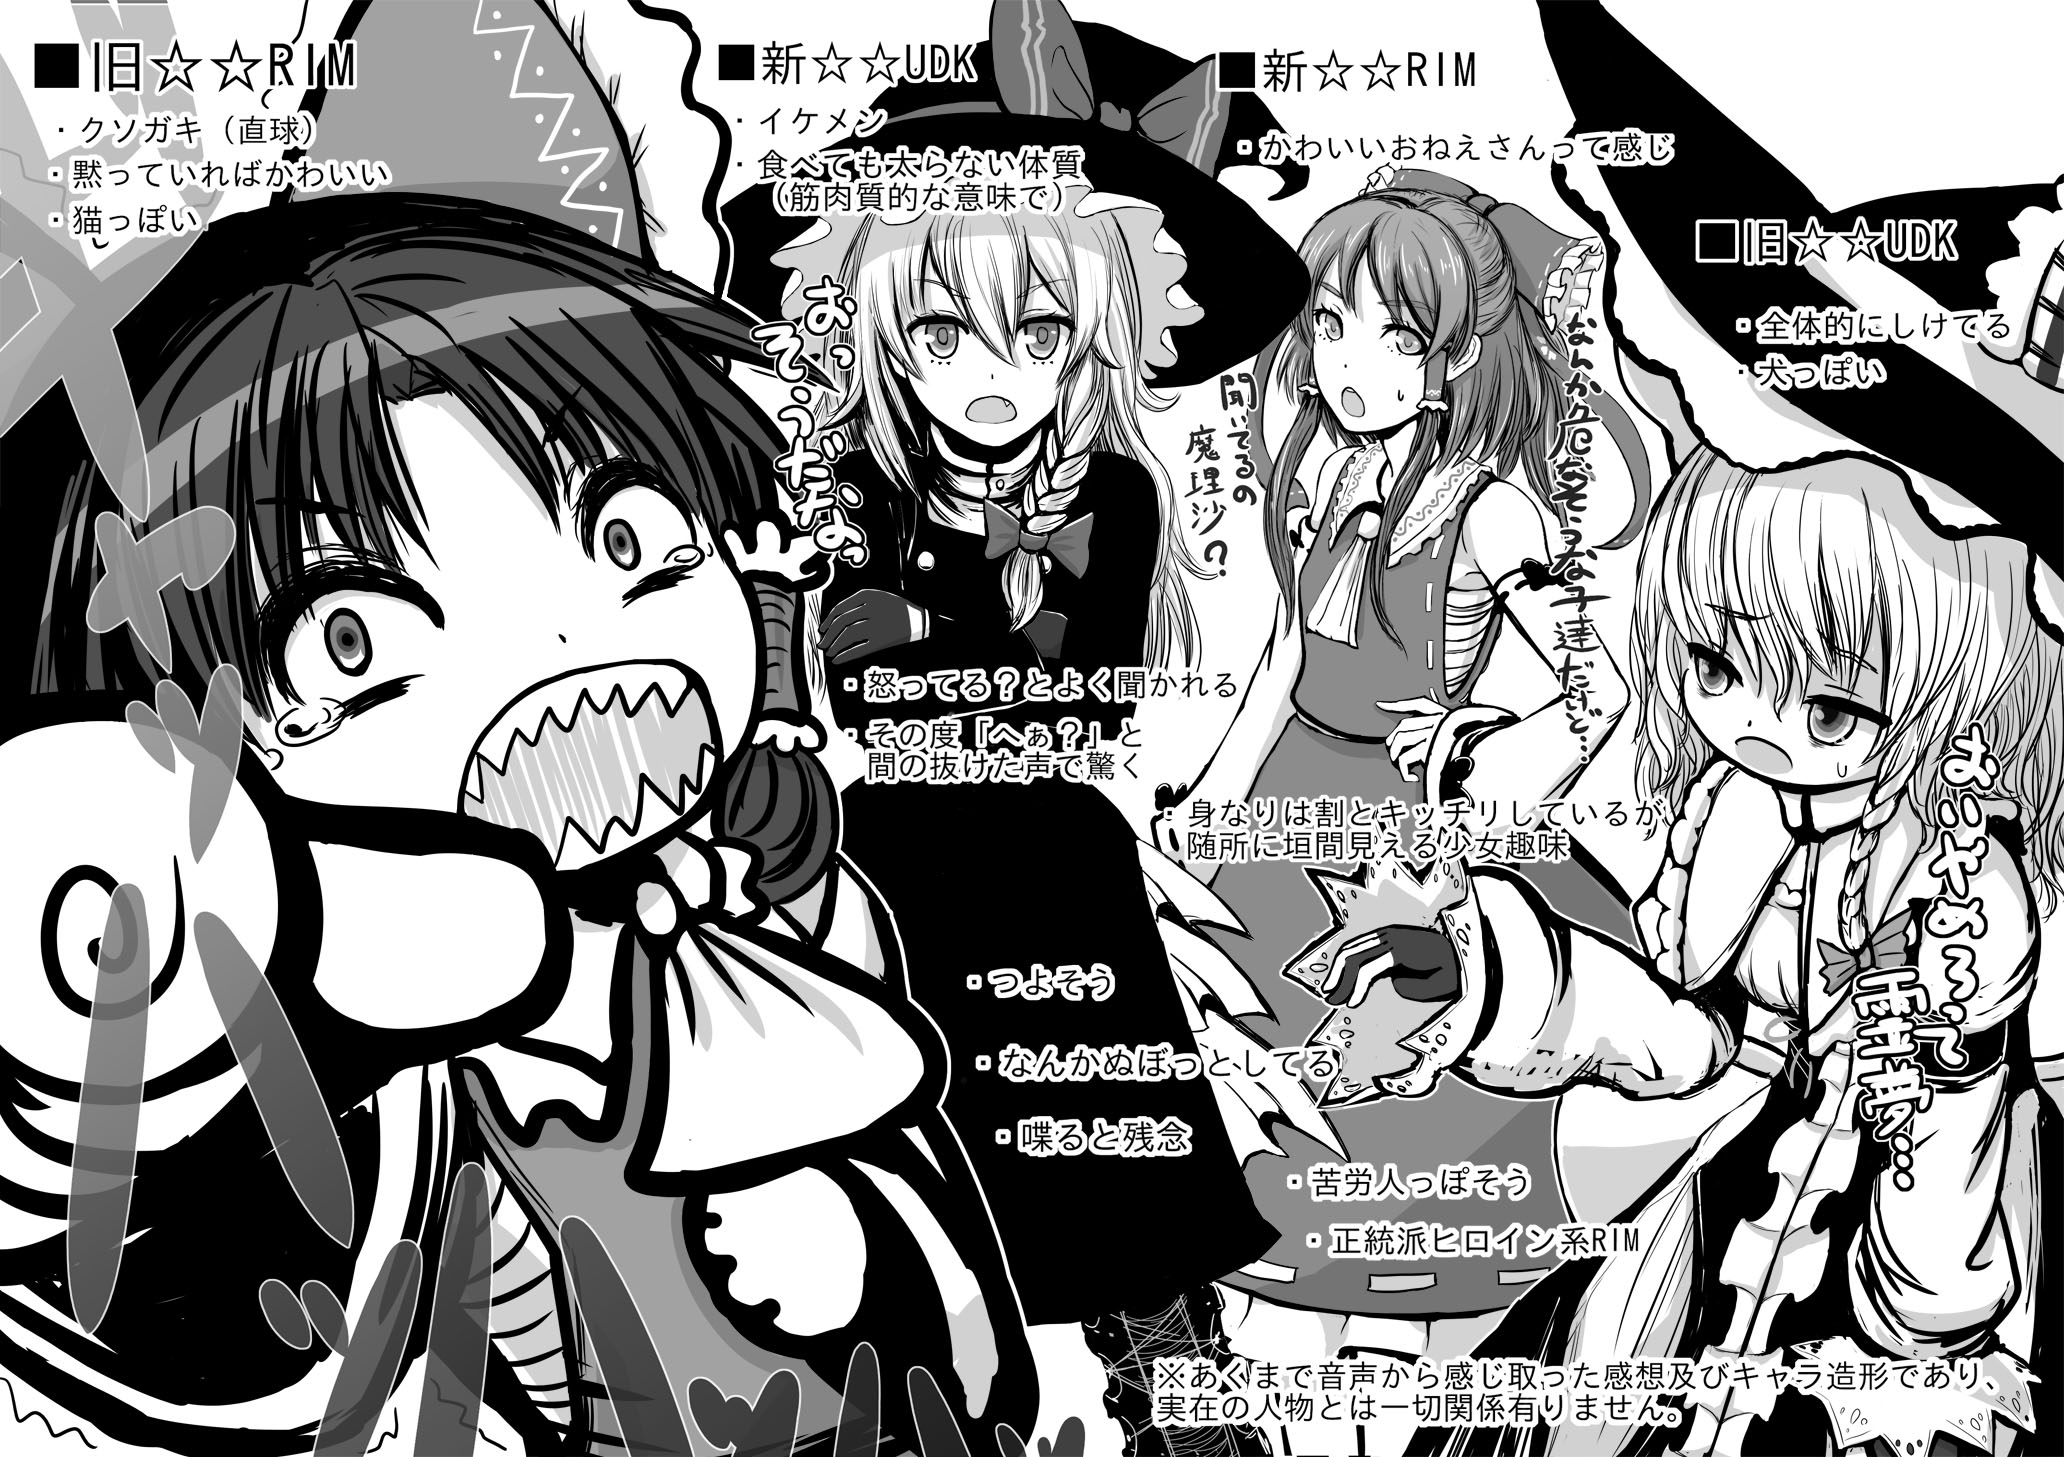 ■旧☆☆RIM
・クソガキ（直球）
・黙っていればかわいい
・猫っぽい
■新☆☆UDK
・イケメン
・食べても太らない体質
（筋肉質的な意味で）
おっ
そうだなっ
・怒ってる？とよく聞かれる
・その度「へぁ？」と
間の抜けた声で驚く
・つよそう
・なんかぬぼっとしてる
・喋ると残念
■新☆☆RIM
・かわいいおねえさんって感じ
なんか危なそうな子達だけど…
聞いてるの
魔理沙？
・身なりは割とキッチリしているが
随所に垣間見える少女趣味
・苦労人っぽそう
・正統派ヒロイン系RIM
■旧☆☆UDK
・全体的にしけてる
・犬っぽい
おいやめろって
霊夢…
※あくまで音声から感じ取った感想及びキャラ造形であり、
実在の人物とは一切関係有りません。